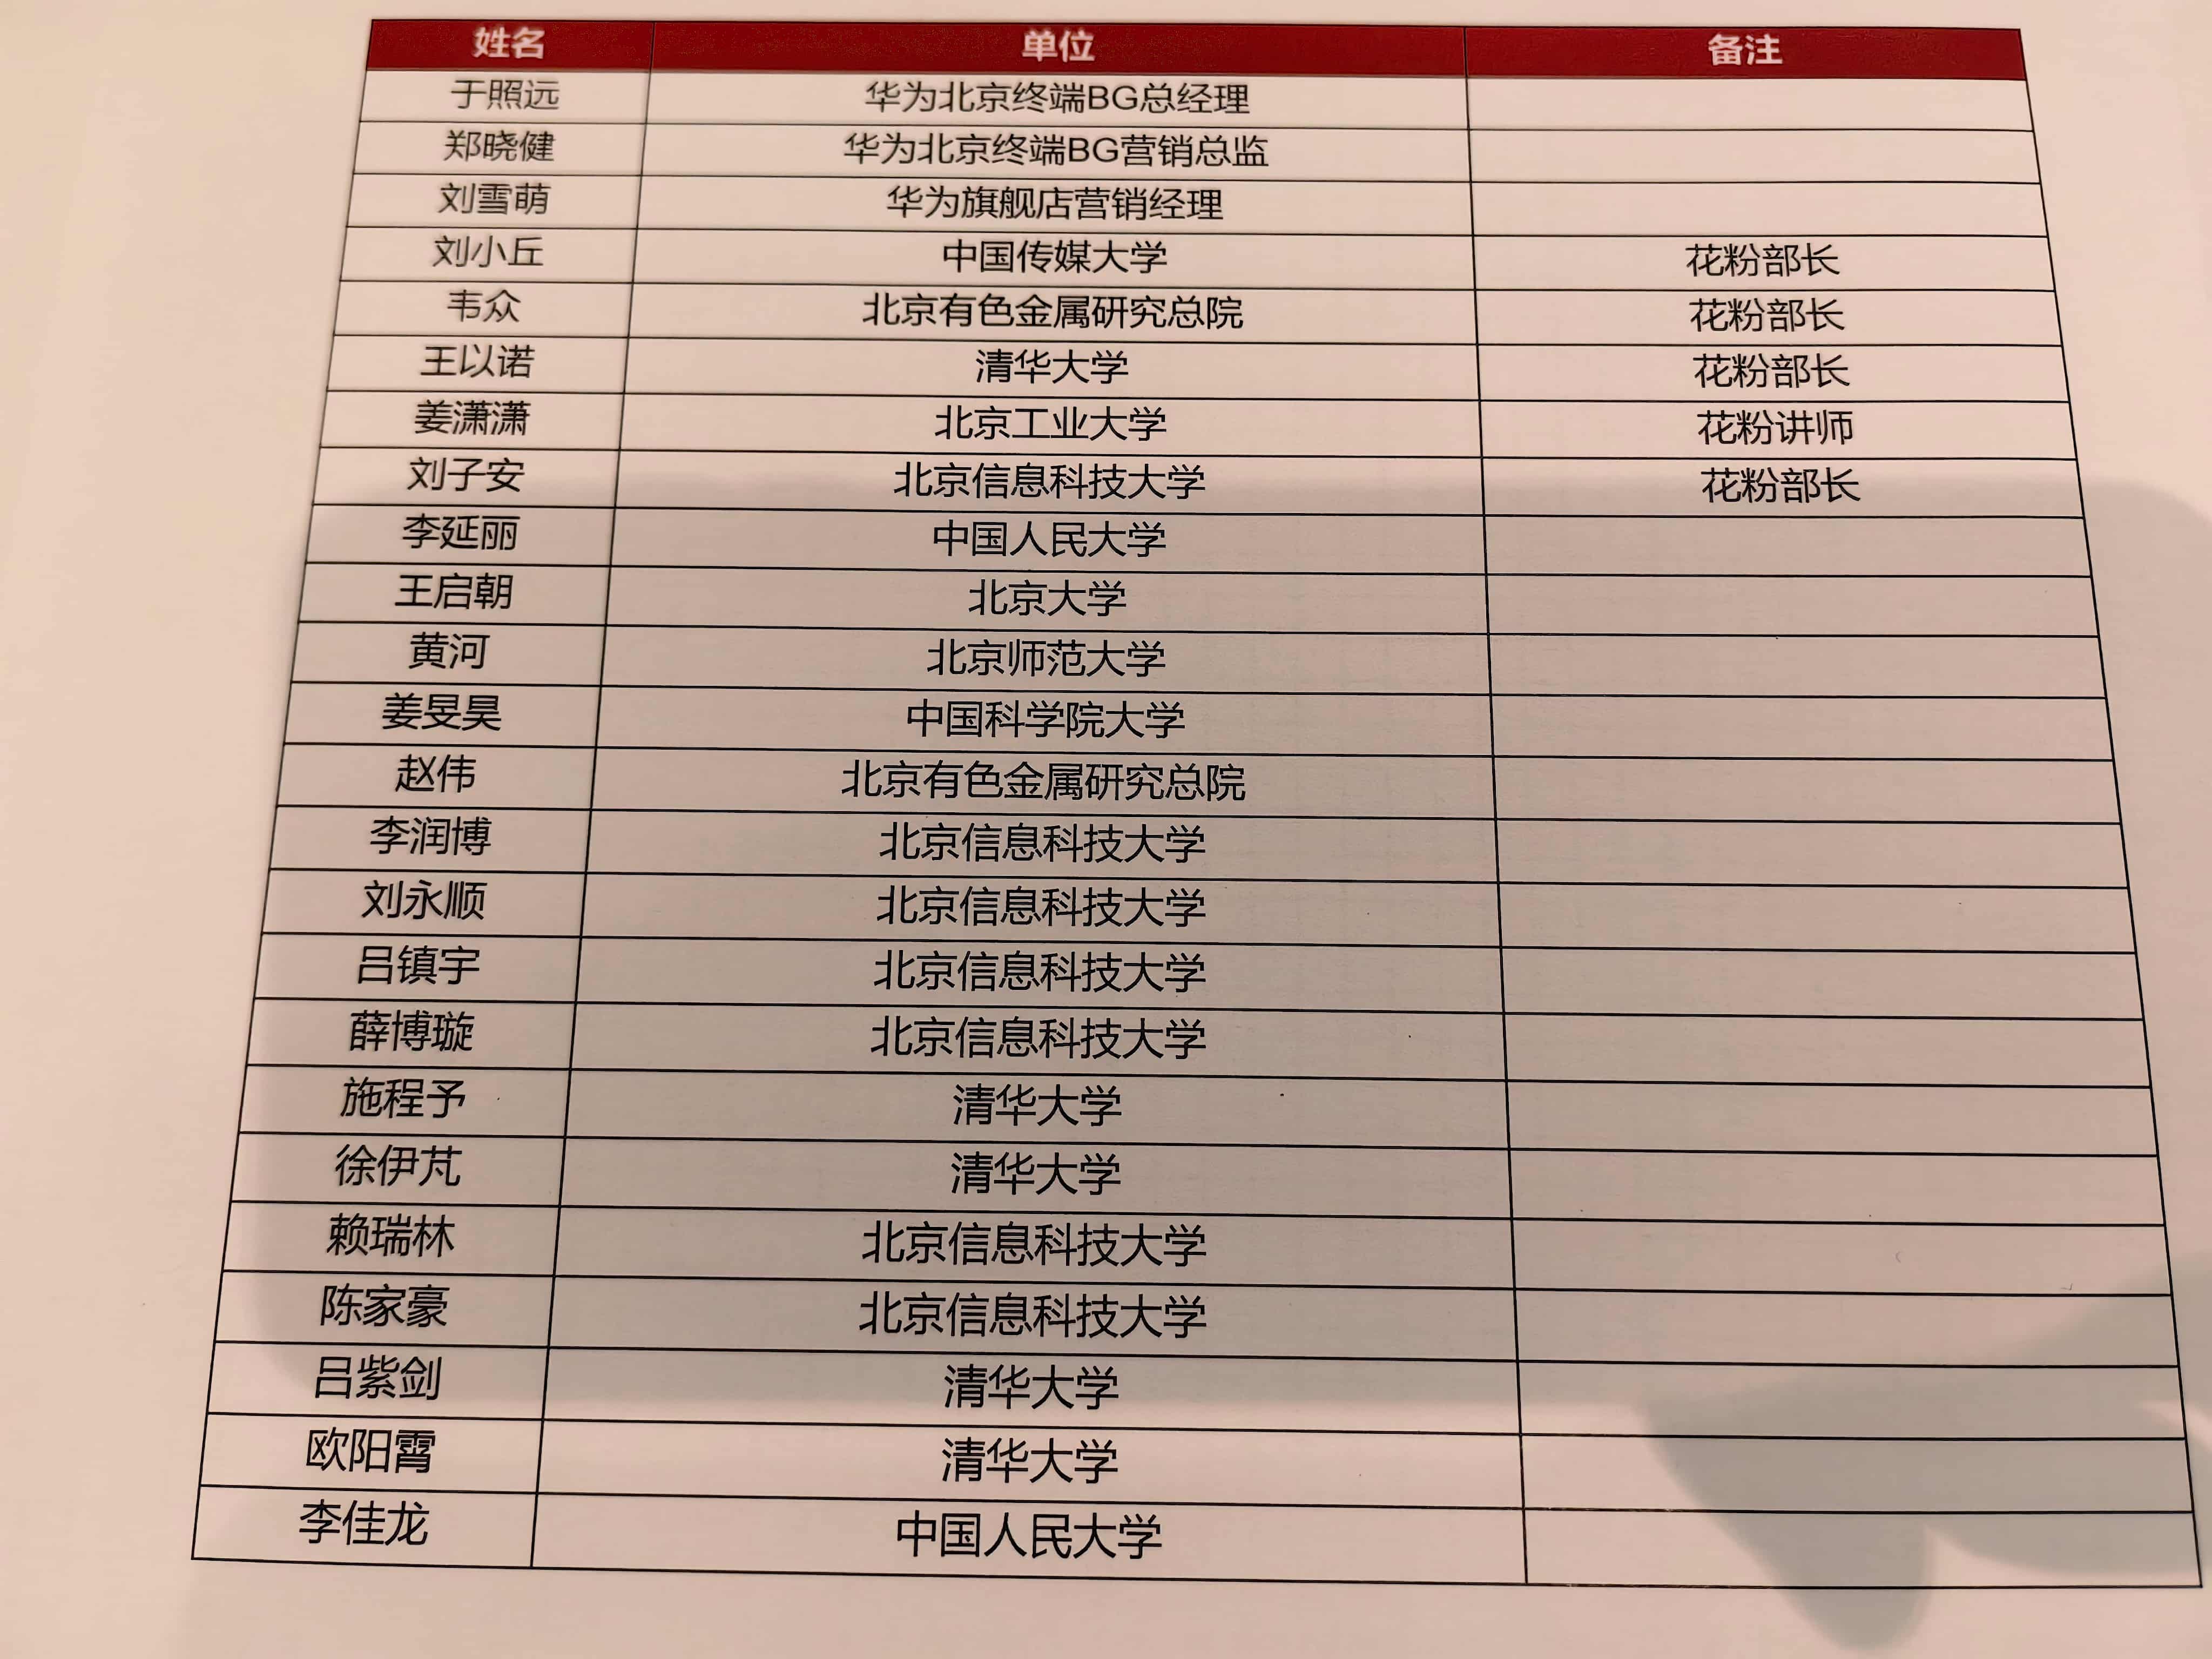 姓名 单位 备注
于照远 华为北京终端BG总经理
郑晓健 华为北京终端BG营销总监
刘雪萌 华为旗舰店营销经理
刘小丘 中国传媒大学 花粉部长
韦众 北京有色金属研究总院 花粉部长
王以诺 清华大学 花粉部长
姜潇潇 北京工业大学 花粉讲师
刘子安 北京信息科技大学 花粉部长
李延丽 中国人民大学
王启朝 北京大学
黄河 北京师范大学
姜旻昊 中国科学院大学
赵伟 北京有色金属研究总院
李润博 北京信息科技大学
刘永顺 北京信息科技大学
吕镇宇 北京信息科技大学
薛博璇 北京信息科技大学
施程予 清华大学
徐伊芃 清华大学
赖瑞林 北京信息科技大学
陈家豪 北京信息科技大学
吕紫剑 清华大学
欧阳霄 清华大学
李佳龙 中国人民大学